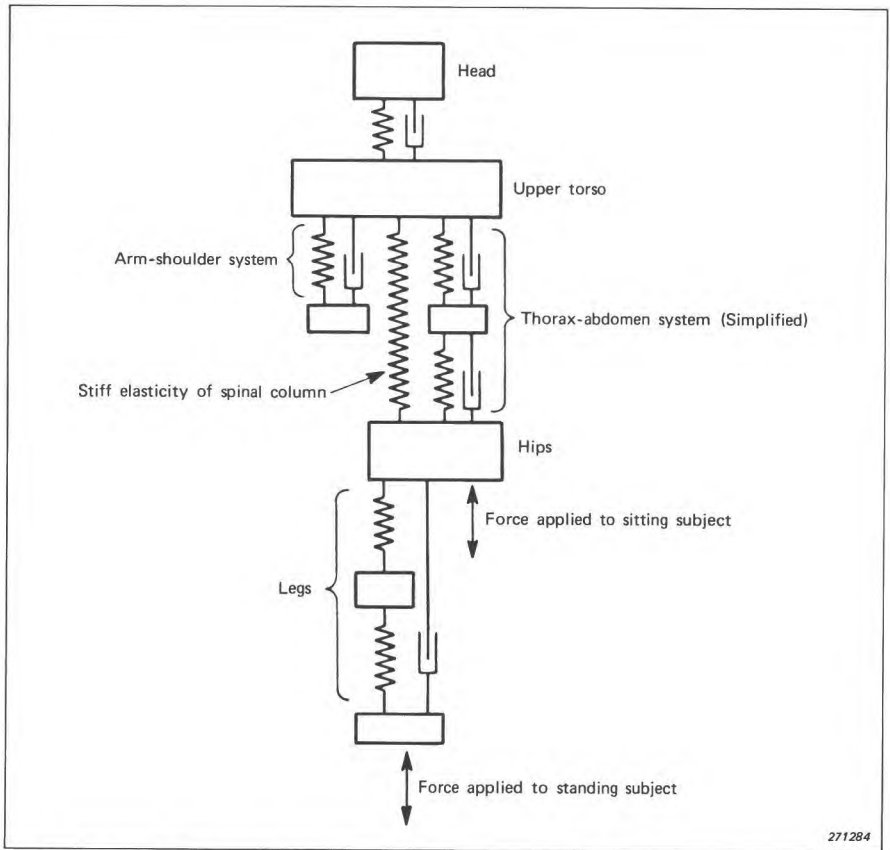 Head
Upper torso
Arm-shoulder system
Thorax-abdomen system (Simplified)
Stiff elasticity of spinal column
Hips
Force applied to sitting subject
Legs
Force applied to standing subject
271284